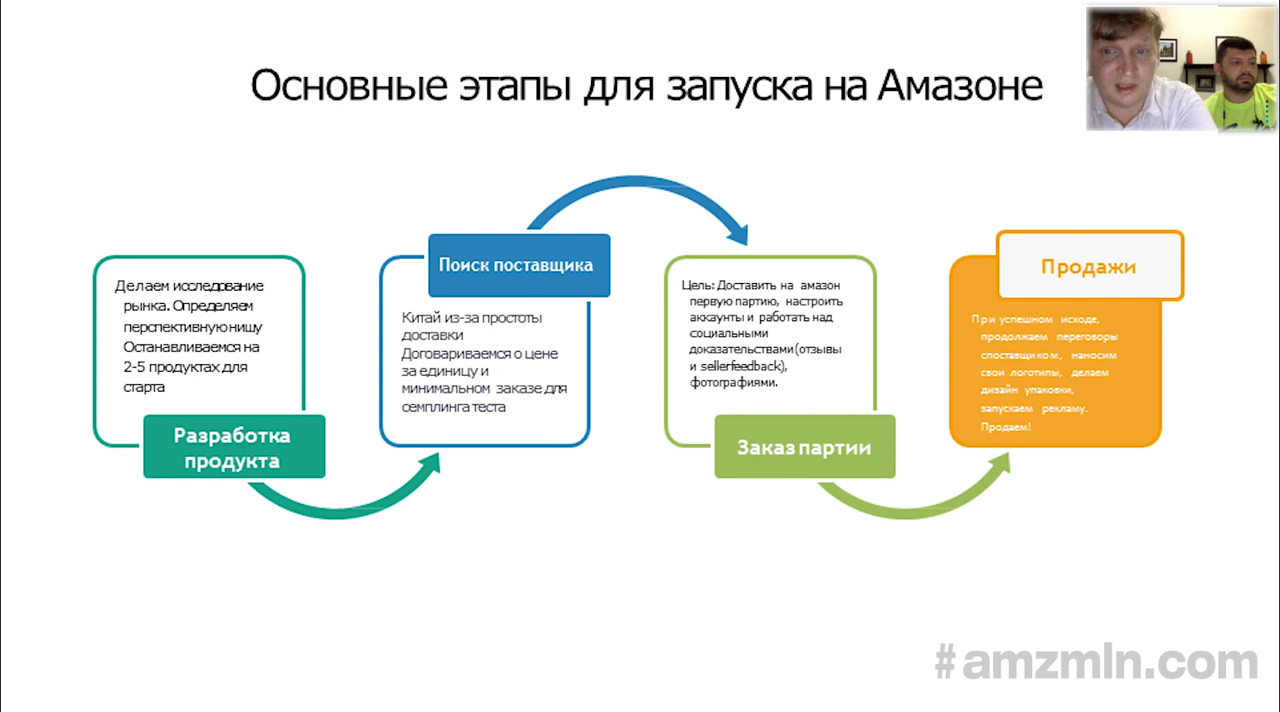 Основные этапы для запуска на Амазоне
Делаем исследование
рынка. Определяем
перспективную нишу
Останавливаемся на
2-5 продуктах для
старта
Разработка
продукта
Поиск поставщика
Китай из-за простоты
доставки
Договариваемся о цене
за единицу и
минимальном заказе для
семплинга теста
Цель: Доставить на амазон
первую партию, настроить
аккаунты и работать над
социальными
доказательствами (отзывы
и sellerfeedback),
фотографиями.
Заказ партии
Продажи
При успешном исходе,
продолжаем переговоры
споставщиком, наносим
свои логотипы, делаем
дизайн упаковки,
запускаем рекламу.
Продаем!
#amzmln.com